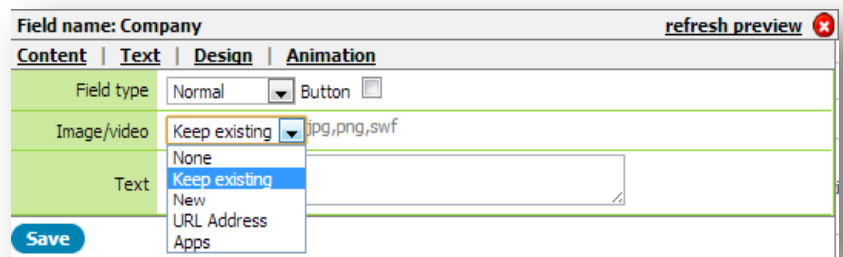 Field name: Company refresh preview
Content | Text | Design | Animation
Field type Normal Button
Image/video Keep existing jpg,png,swf
None
Text Keep existing
New
URL Address
Save Apps